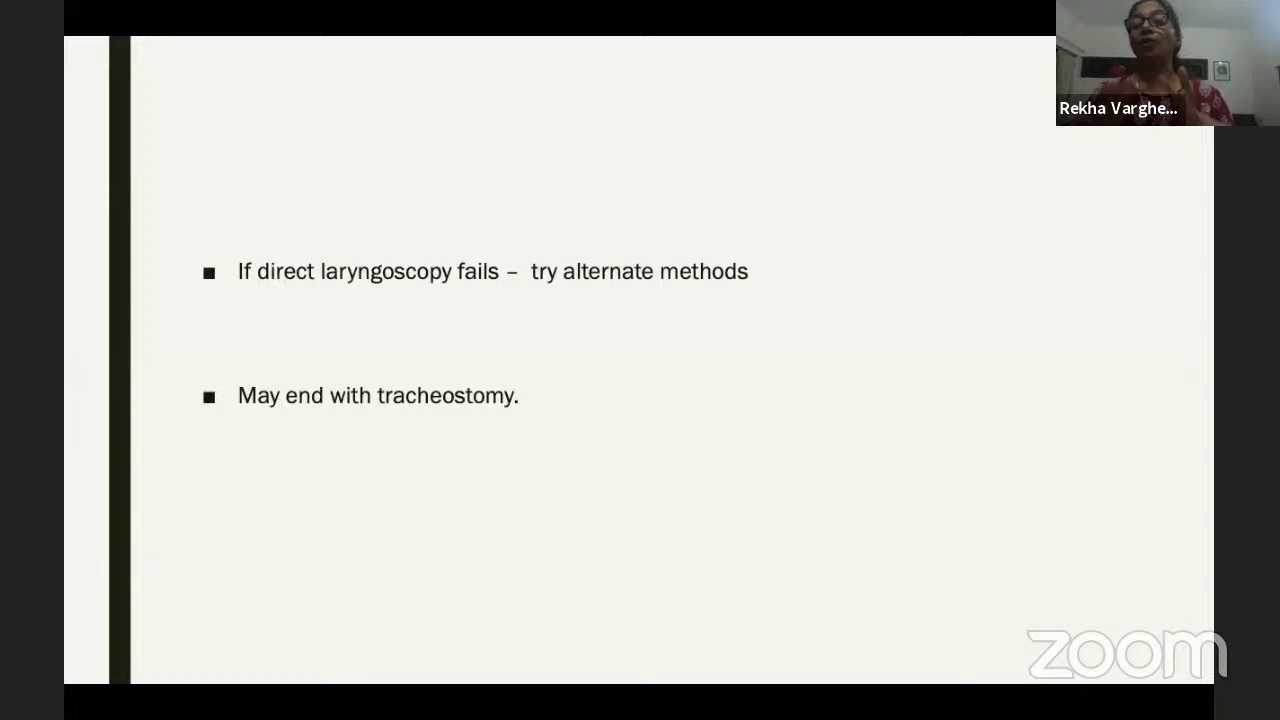 Rekha Varghe...
■ If direct laryngoscopy fails – try alternate methods
■ May end with tracheostomy.
zoom